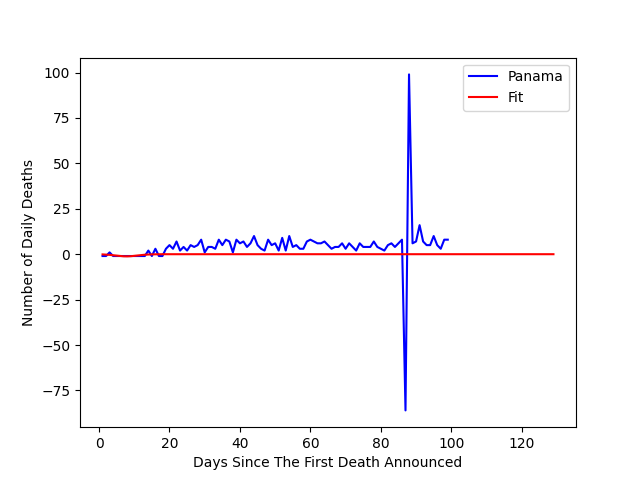 Panama
Fit
100
75
50
25
0
−25
−50
−75
Number of Daily Deaths
0 20 40 60 80 100 120
Days Since The First Death Announced